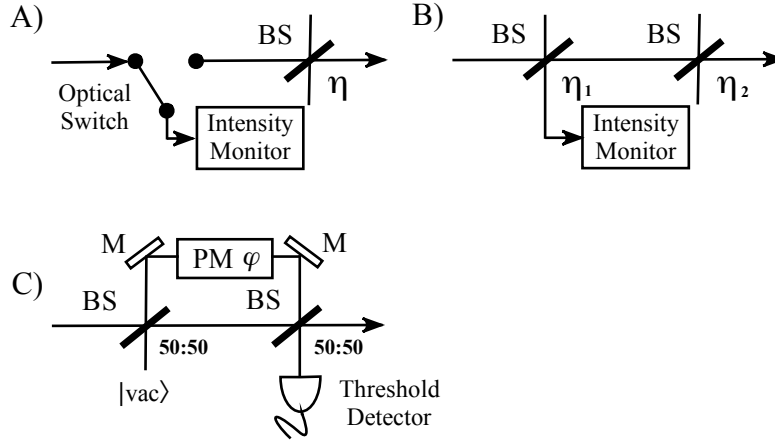 A)
BS
η
Optical
Switch
Intensity
Monitor
B)
BS
BS
η1
η2
Intensity
Monitor
C)
M
PM φ
M
BS
BS
50:50
50:50
|vac⟩
Threshold
Detector